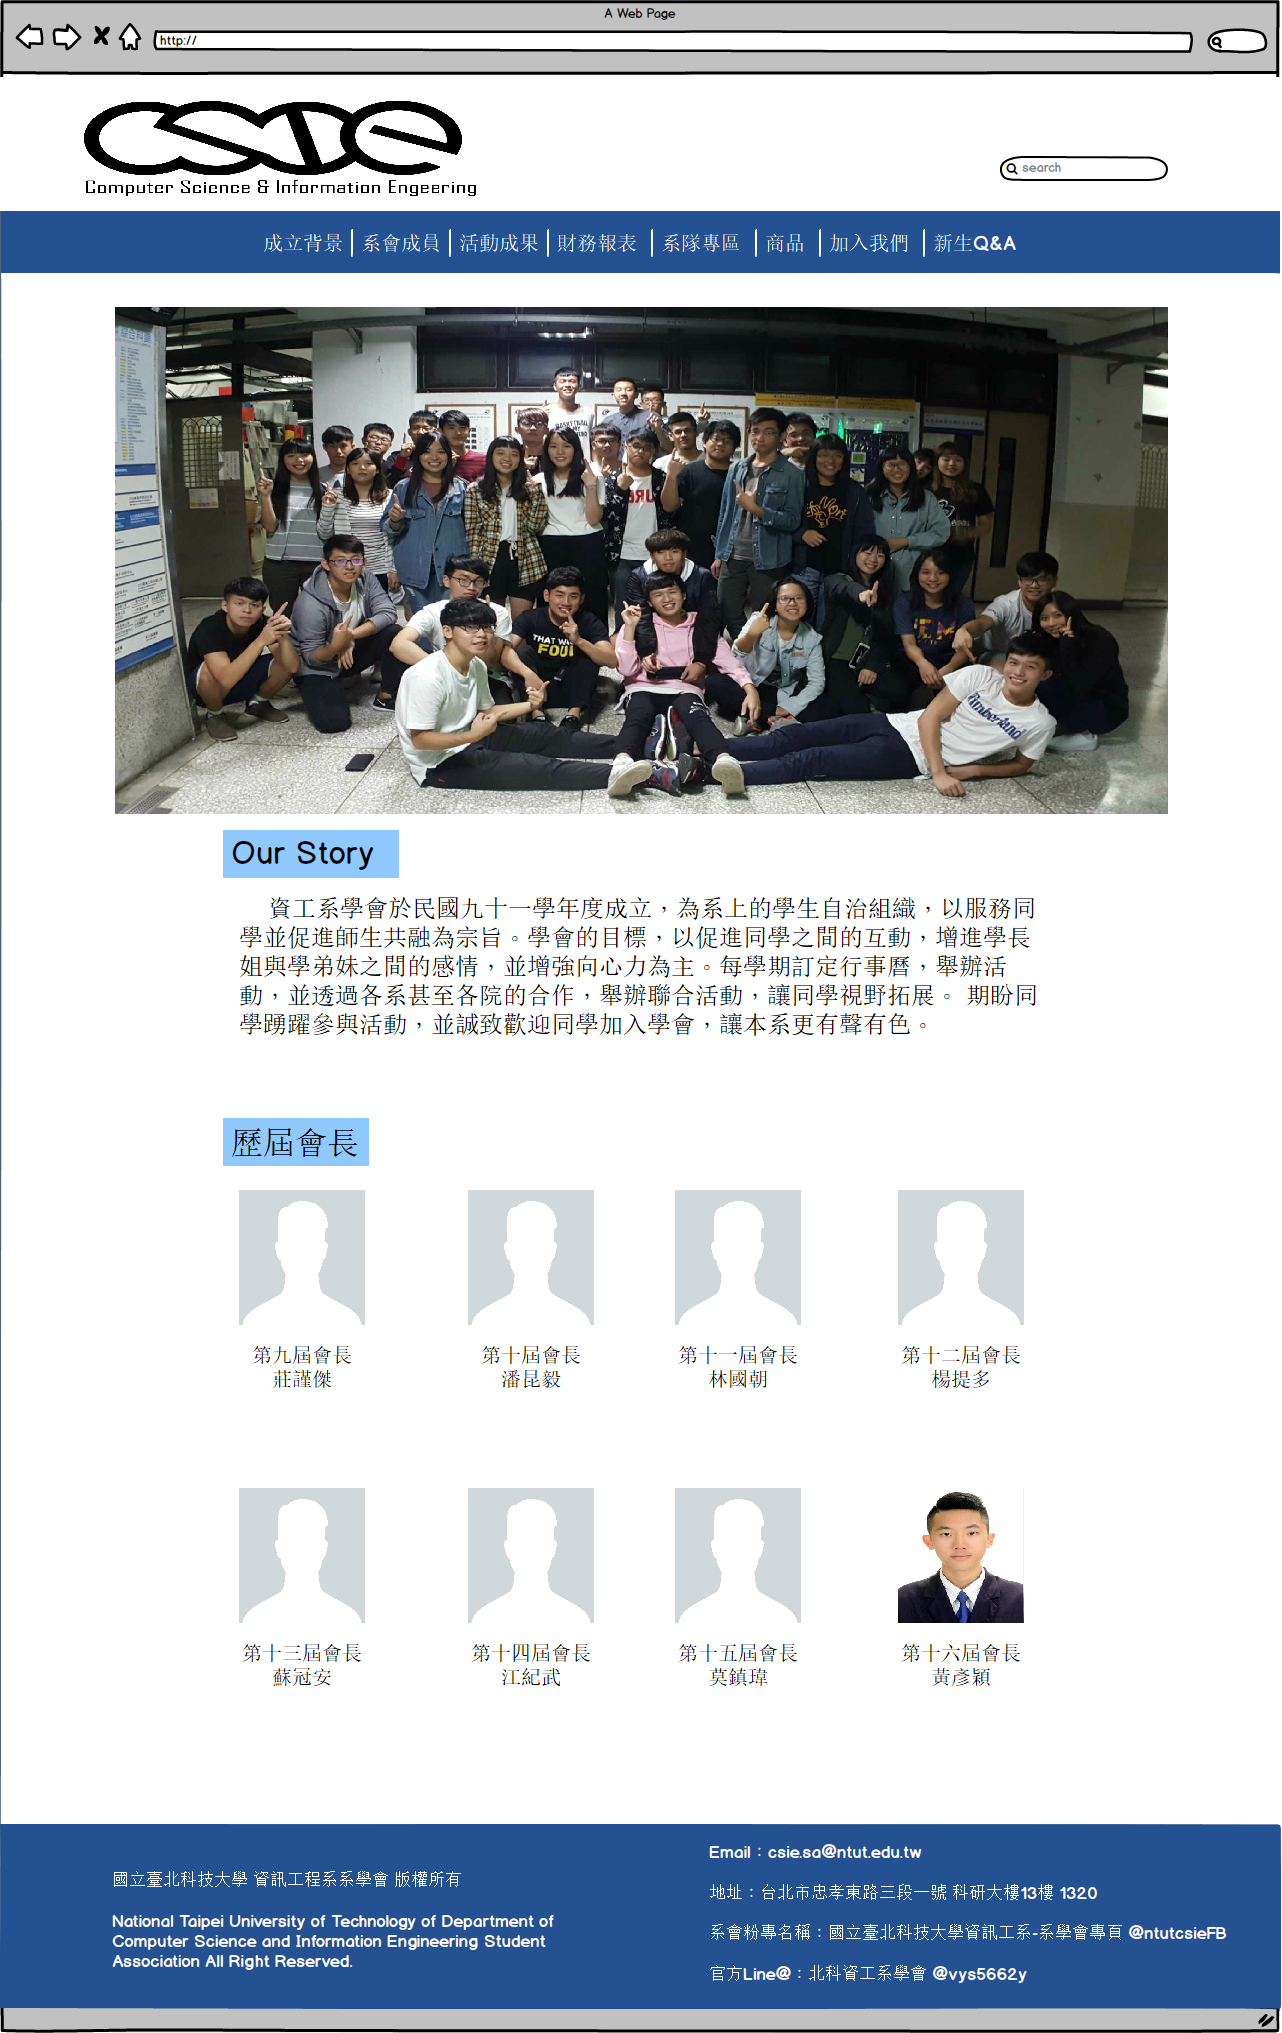 A Web Page
http://
CSIE
Computer Science & Information Engeering
search
成立背景 系會成員 活動成果 財務報表 系隊專區 商品 加入我們 新生Q&A
THAT WAS
FOUR
Timberland
Our Story
資工系學會於民國九十一學年度成立，為系上的學生自治組織，以服務同
學並促進師生共融為宗旨。學會的目標，以促進同學之間的互動，增進學長
姐與學弟妹之間的感情，並增強向心力為主。每學期訂定行事曆，舉辦活
動，並透過各系甚至各院的合作，舉辦聯合活動，讓同學視野拓展。 期盼同
學踴躍參與活動，並誠致歡迎同學加入學會，讓本系更有聲有色。
歷屆會長
第九屆會長
莊謹傑
第十屆會長
潘昆毅
第十一屆會長
林國朝
第十二屆會長
楊提多
第十三屆會長
蘇冠安
第十四屆會長
江紀武
第十五屆會長
莫鎮瑋
第十六屆會長
黃彥穎
國立臺北科技大學 資訊工程系系學會 版權所有
National Taipei University of Technology of Department of
Computer Science and Information Engineering Student
Association All Right Reserved.
Email：csie.sa@ntut.edu.tw
地址：台北市忠孝東路三段一號 科研大樓13樓 1320
系會粉專名稱：國立臺北科技大學資訊工系-系學會專頁 @ntutcsieFB
官方Line@：北科資工系學會 @vys5662y